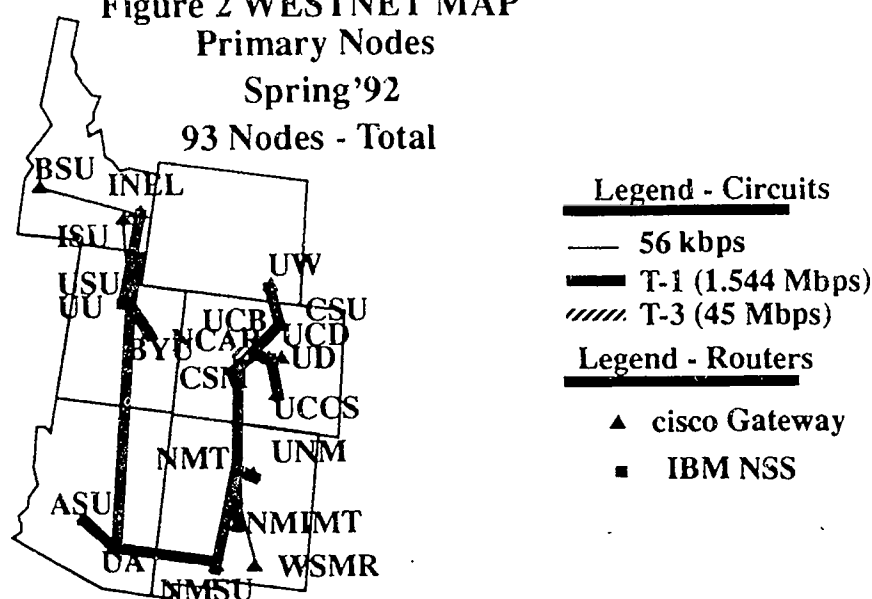 Figure 2 WESTNET MAP
Primary Nodes
Spring'92
93 Nodes - Total
BSU
INEL
ISU
USU
UU
BYU
UW
CSU
UCB
UCD
NCAR
UD
CSM
UCCS
NMT
UNM
ASU
NMIMT
UA
WSMR
NMSU
Legend - Circuits
56 kbps
T-1 (1.544 Mbps)
T-3 (45 Mbps)
Legend - Routers
cisco Gateway
IBM NSS